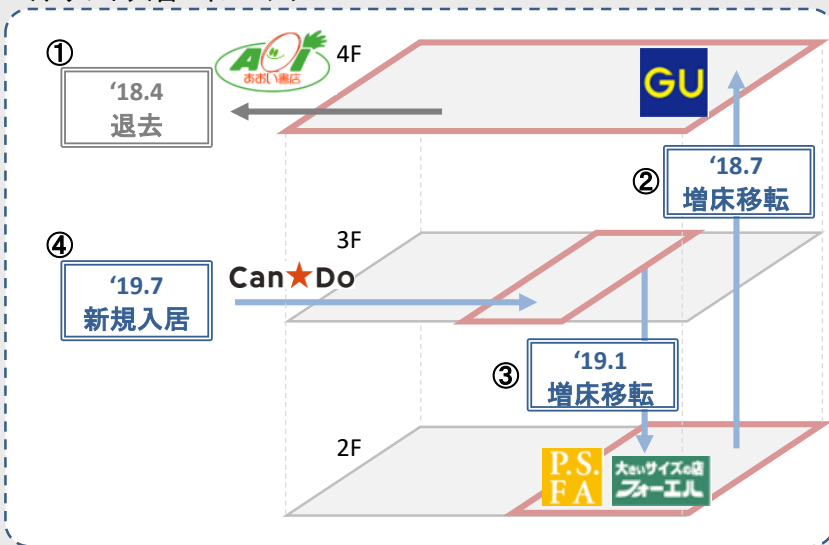 ①
AOI
おおい書店
4F
GU
'18.4
退去
②
'18.7
増床移転
④
3F
Can★Do
'19.7
新規入居
③
'19.1
増床移転
2F
P.S.
FA
大きいサイズの店
フォーエル